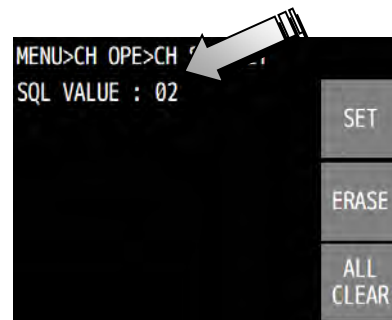 MENU>CH OPE>CH
SQL VALUE : 02
SET
ERASE
ALL
CLEAR